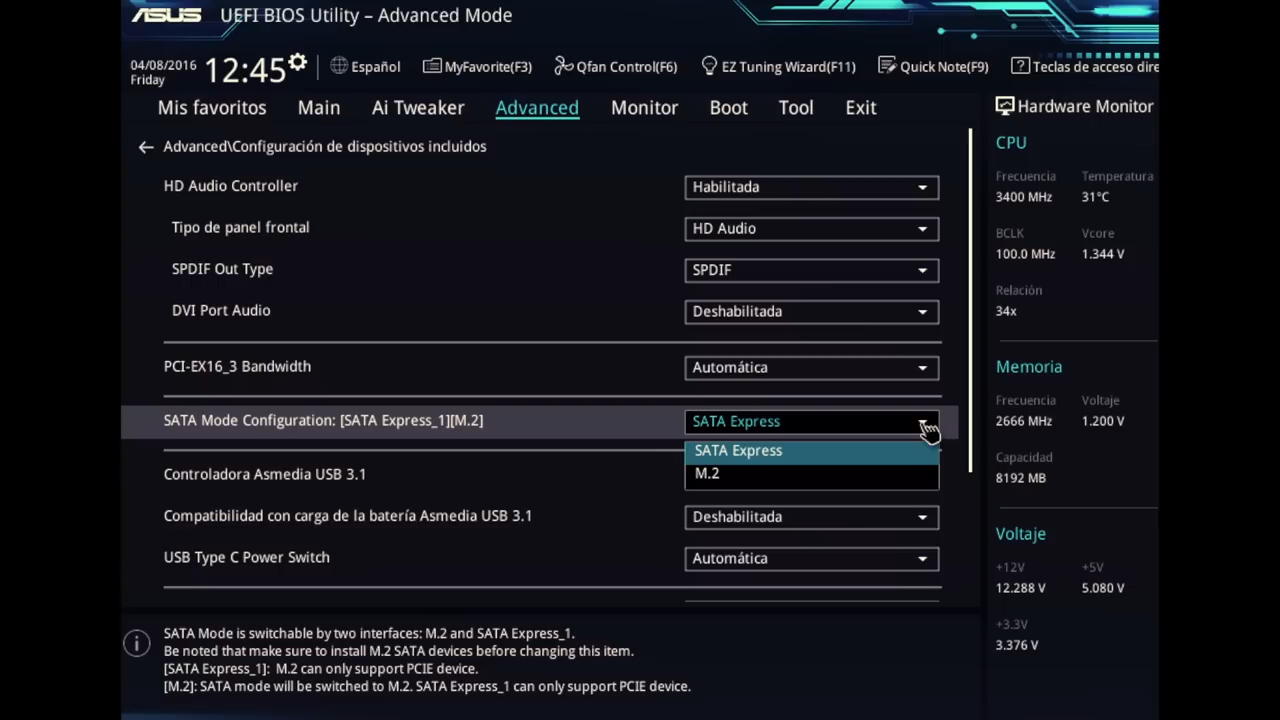 ASUS UEFI BIOS Utility – Advanced Mode
04/08/2016 Friday 12:45 Español MyFavorite(F3) Qfan Control(F6) EZ Tuning Wizard(F11) Quick Note(F9) Teclas de acceso dire
Mis favoritos Main Ai Tweaker Advanced Monitor Boot Tool Exit
Advanced\Configuración de dispositivos incluidos
HD Audio Controller Habilitada
Tipo de panel frontal HD Audio
SPDIF Out Type SPDIF
DVI Port Audio Deshabilitada
PCI-EX16_3 Bandwidth Automática
SATA Mode Configuration: [SATA Express_1][M.2] SATA Express
SATA Express
M.2
Controladora Asmedia USB 3.1
Compatibilidad con carga de la batería Asmedia USB 3.1 Deshabilitada
USB Type C Power Switch Automática
SATA Mode is switchable by two interfaces: M.2 and SATA Express_1.
Be noted that make sure to install M.2 SATA devices before changing this item.
[SATA Express_1]: M.2 can only support PCIE device.
[M.2]: SATA mode will be switched to M.2. SATA Express_1 can only support PCIE device.
Hardware Monitor
CPU
Frecuencia Temperatura
3400 MHz 31°C
BCLK Vcore
100.0 MHz 1.344 V
Relación
34x
Memoria
Frecuencia Voltaje
2666 MHz 1.200 V
Capacidad
8192 MB
Voltaje
+12V +5V
12.288 V 5.080 V
+3.3V
3.376 V